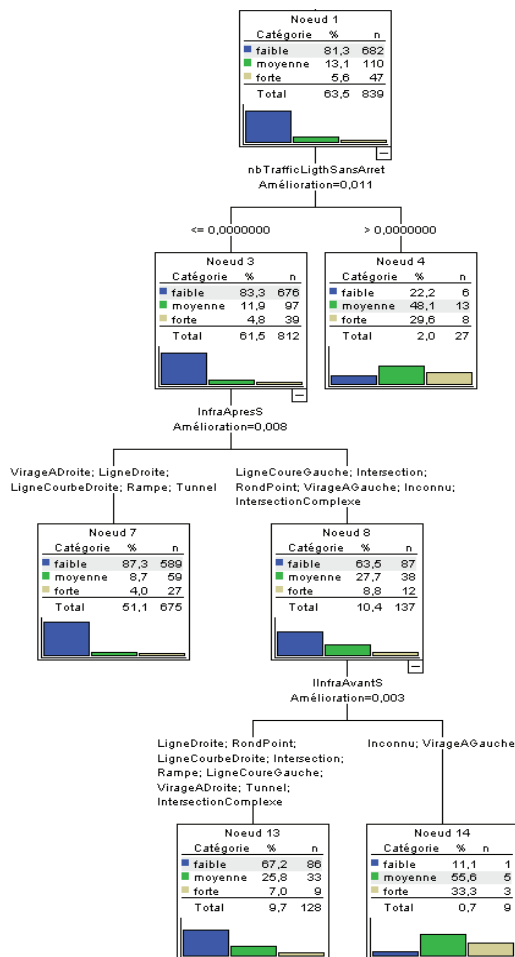 Noeud 1
Catégorie % n
faible 81,3 682
moyenne 13,1 110
forte 5,6 47
Total 63,5 839
nbTrafficLigthSansArret
Amélioration=0,011
<= 0,0000000
> 0,0000000
Noeud 3
Catégorie % n
faible 83,3 676
moyenne 11,9 97
forte 4,8 39
Total 61,5 812
Noeud 4
Catégorie % n
faible 22,2 6
moyenne 48,1 13
forte 29,6 8
Total 2,0 27
InfraApresS
Amélioration=0,008
VirageADroite; LigneDroite;
LigneCourbeDroite; Rampe; Tunnel
LigneCoureGauche; Intersection;
RondPoint; VirageAGauche; Inconnu;
IntersectionComplexe
Noeud 7
Catégorie % n
faible 87,3 589
moyenne 8,7 59
forte 4,0 27
Total 51,1 675
Noeud 8
Catégorie % n
faible 63,5 87
moyenne 27,7 38
forte 8,8 12
Total 10,4 137
IInfraAvantS
Amélioration=0,003
LigneDroite; RondPoint;
LigneCourbeDroite; Intersection;
Rampe; LigneCoureGauche;
VirageADroite; Tunnel;
IntersectionComplexe
Inconnu; VirageAGauche
Noeud 13
Catégorie % n
faible 67,2 86
moyenne 25,8 33
forte 7,0 9
Total 9,7 128
Noeud 14
Catégorie % n
faible 11,1 1
moyenne 55,6 5
forte 33,3 3
Total 0,7 9